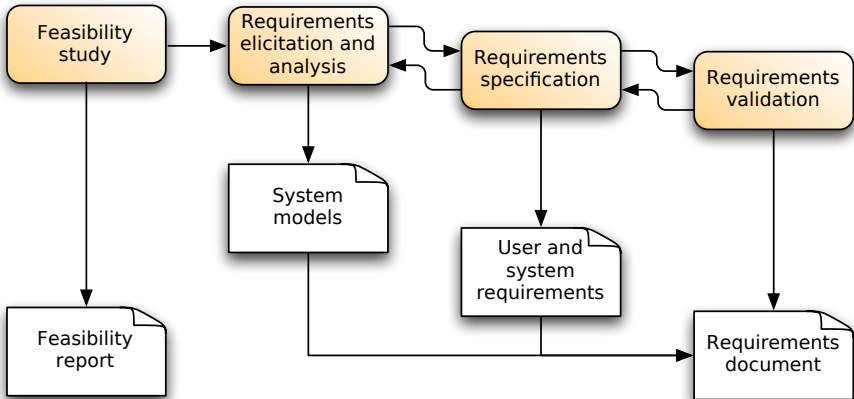 Feasibility
study
Requirements
elicitation and
analysis
Requirements
specification
Requirements
validation
System
models
User and
system
requirements
Feasibility
report
Requirements
document